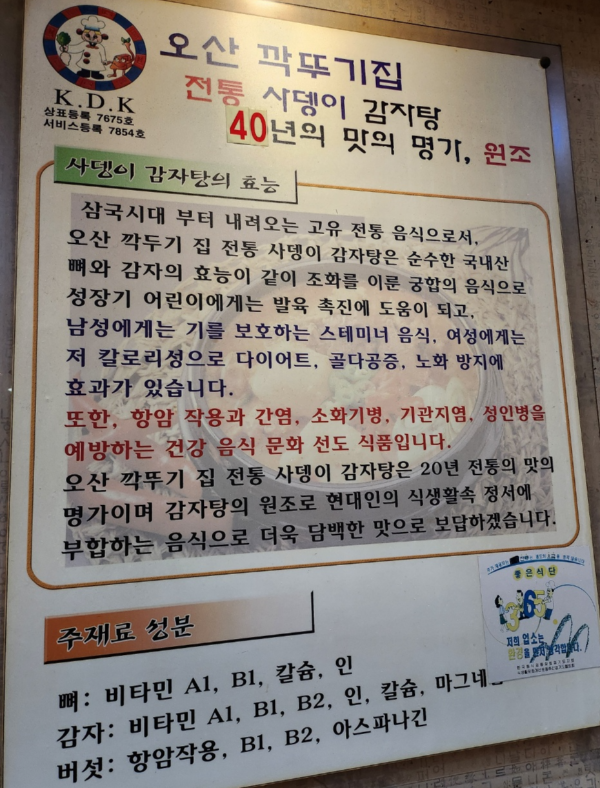 오산 깍뚜기집
전통 사뎅이 감자탕
40년의 맛의 명가, 원조
K.D.K
상표등록 7675호
서비스등록 7854호
사뎅이 감자탕의 효능
삼국시대 부터 내려오는 고유 전통 음식으로서,
오산 깍두기 집 전통 사뎅이 감자탕은 순수한 국내산
뼈와 감자의 효능이 같이 조화를 이룬 궁합의 음식으로
성장기 어린이에게는 발육 촉진에 도움이 되고,
남성에게는 기를 보호하는 스테미너 음식, 여성에게는
저 칼로리성으로 다이어트, 골다공증, 노화 방지에
효과가 있습니다.
또한, 항암 작용과 간염, 소화기병, 기관지염, 성인병을
예방하는 건강 음식 문화 선도 식품입니다.
오산 깍뚜기 집 전통 사뎅이 감자탕은 20년 전통의 맛의
명가이며 감자탕의 원조로 현대인의 식생활속 정서에
부합하는 음식으로 더욱 담백한 맛으로 보답하겠습니다.
좋은식단
365
저희 업소는
환경을 먼저 생각합니다.
주재료 성분
뼈: 비타민 A1, B1, 칼슘, 인
감자: 비타민 A1, B1, B2, 인, 칼슘, 마그네
버섯: 항암작용, B1, B2, 아스파나긴